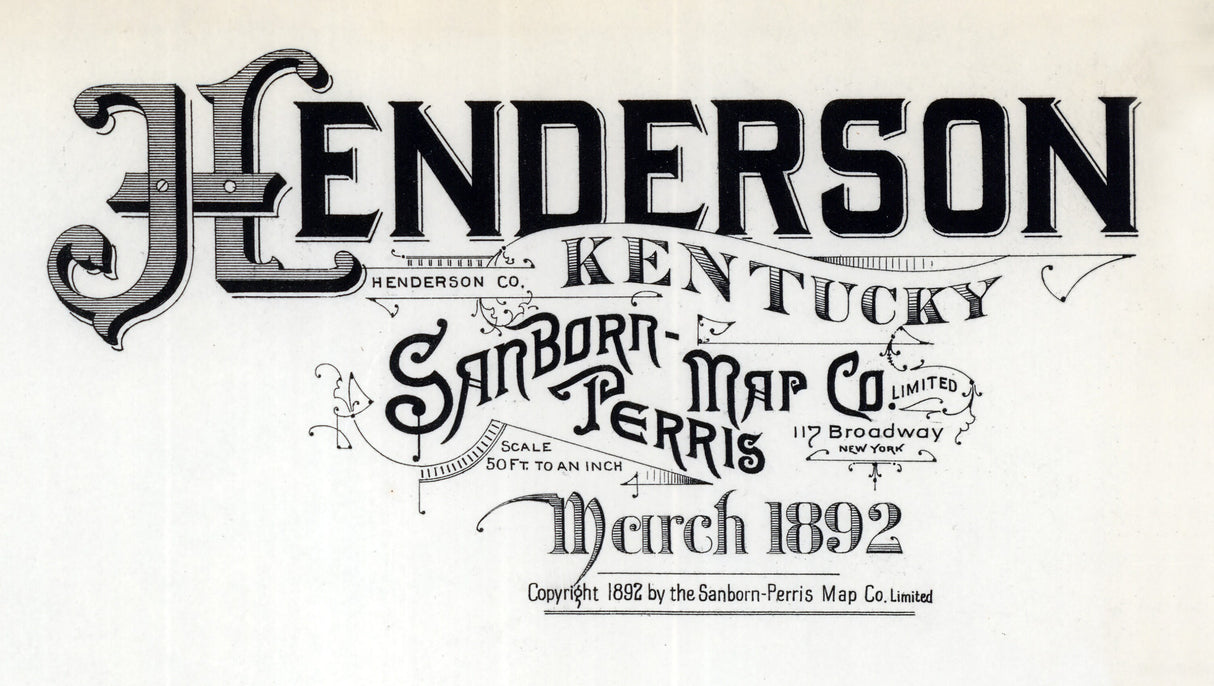 HENDERSON
KENTUCKY
HENDERSON CO.
SANBORN-PERRIS MAP CO. LIMITED
117 Broadway
NEW YORK
SCALE
50 FT. TO AN INCH
March 1892
Copyright 1892 by the Sanborn-Perris Map Co. Limited